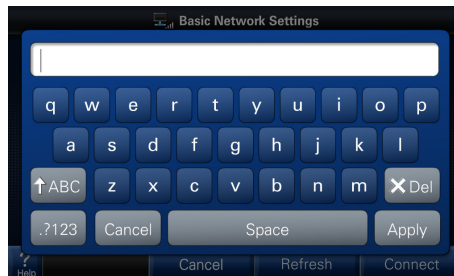 Basic Network Settings
q w e r t y u i o p
a s d f g h j k l
ABC z x c v b n m Del
.?123 Cancel Space Apply
Help Cancel Refresh Connect